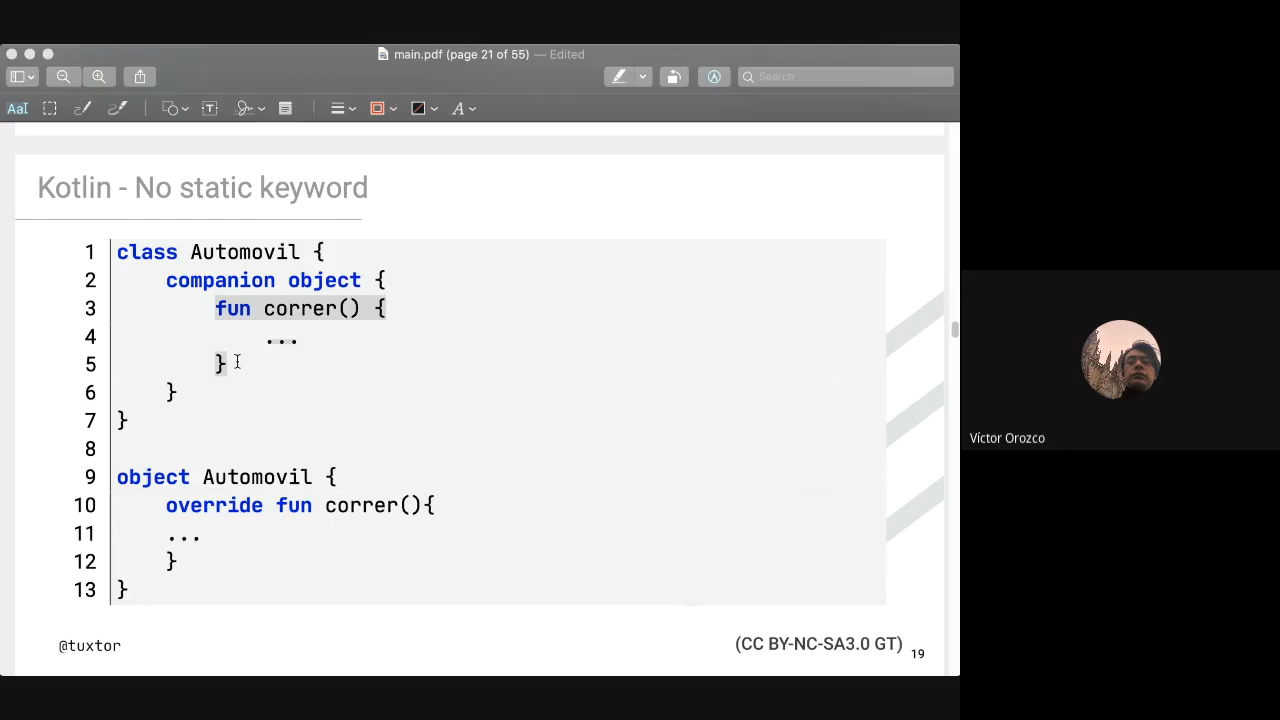 main.pdf (page 21 of 55) — Edited
Search
AaI
T
A
Kotlin - No static keyword
1 class Automovil {
2 companion object {
3 fun correr() {
4 ...
5 }
6 }
7 }
8
9 object Automovil {
10 override fun correr(){
11 ...
12 }
13 }
@tuxtor
(CC BY-NC-SA3.0 GT)
19
Víctor Orozco